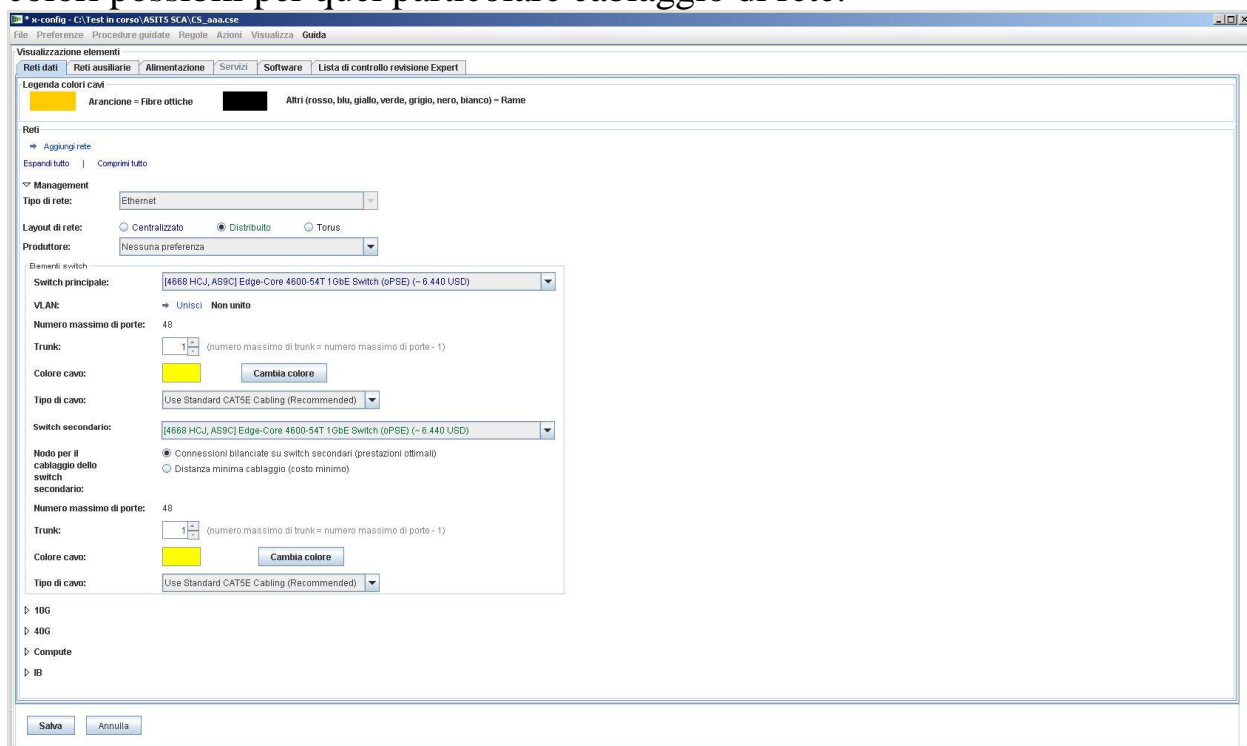 colori possibili per quel particolare cablaggio di rete.
* x-config - C:\Test in corso\ASITS SCA\CS_aaa.cse
File Preferenze Procedure guidate Regole Azioni Visualizza Guida
Visualizzazione elementi
Reti dati Reti ausiliarie Alimentazione Servizi Software Lista di controllo revisione Expert
Legenda colori cavi
Arancione = Fibre ottiche Altri (rosso, blu, giallo, verde, grigio, nero, bianco) = Rame
Reti
Aggiungi rete
Espandi tutto | Comprimi tutto
Management
Tipo di rete: Ethernet
Layout di rete: Centralizzato Distribuito Torus
Produttore: Nessuna preferenza
Elementi switch
Switch principale: [4668 HCJ, AS9C] Edge-Core 4600-54T 1GbE Switch (oPSE) (~ 6.440 USD)
VLAN: Unisci Non unito
Numero massimo di porte: 48
Trunk: 1 (numero massimo di trunk = numero massimo di porte - 1)
Colore cavo: Cambia colore
Tipo di cavo: Use Standard CAT5E Cabling (Recommended)
Switch secondario: [4668 HCJ, AS9C] Edge-Core 4600-54T 1GbE Switch (oPSE) (~ 6.440 USD)
Nodo per il cablaggio dello switch secondario:
Connessioni bilanciate su switch secondari (prestazioni ottimali)
Distanza minima cablaggio (costo minimo)
Numero massimo di porte: 48
Trunk: 1 (numero massimo di trunk = numero massimo di porte - 1)
Colore cavo: Cambia colore
Tipo di cavo: Use Standard CAT5E Cabling (Recommended)
10G
40G
Compute
IB
Salva Annulla